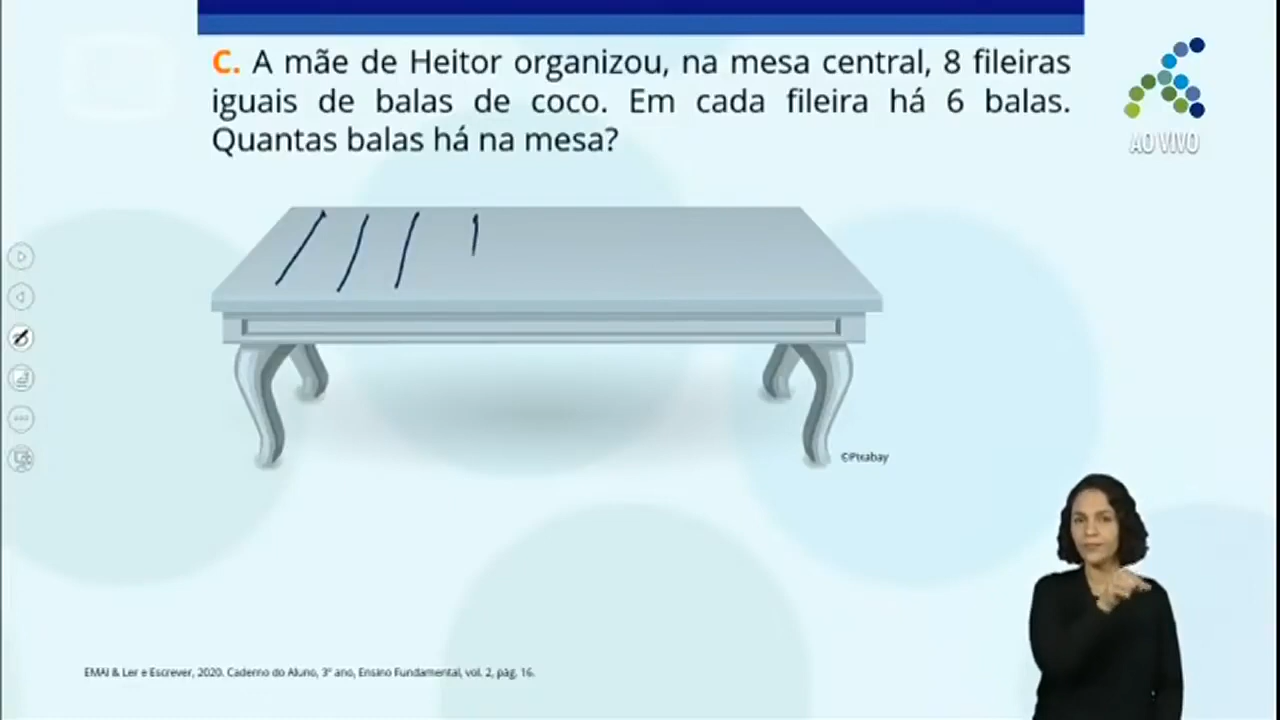 C. A mãe de Heitor organizou, na mesa central, 8 fileiras
iguais de balas de coco. Em cada fileira há 6 balas.
Quantas balas há na mesa?
AO VIVO
©Pixabay
EMAI & Ler e Escrever, 2020. Caderno do Aluno, 3º ano, Ensino Fundamental, vol. 2, pág. 16.